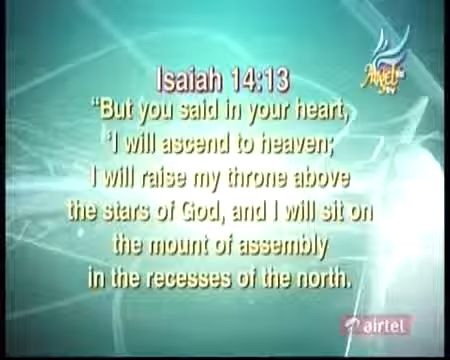 Isaiah 14:13
“But you said in your heart,
‘I will ascend to heaven;
I will raise my throne above
the stars of God, and I will sit on
the mount of assembly
in the recesses of the north.
Angel
airtel